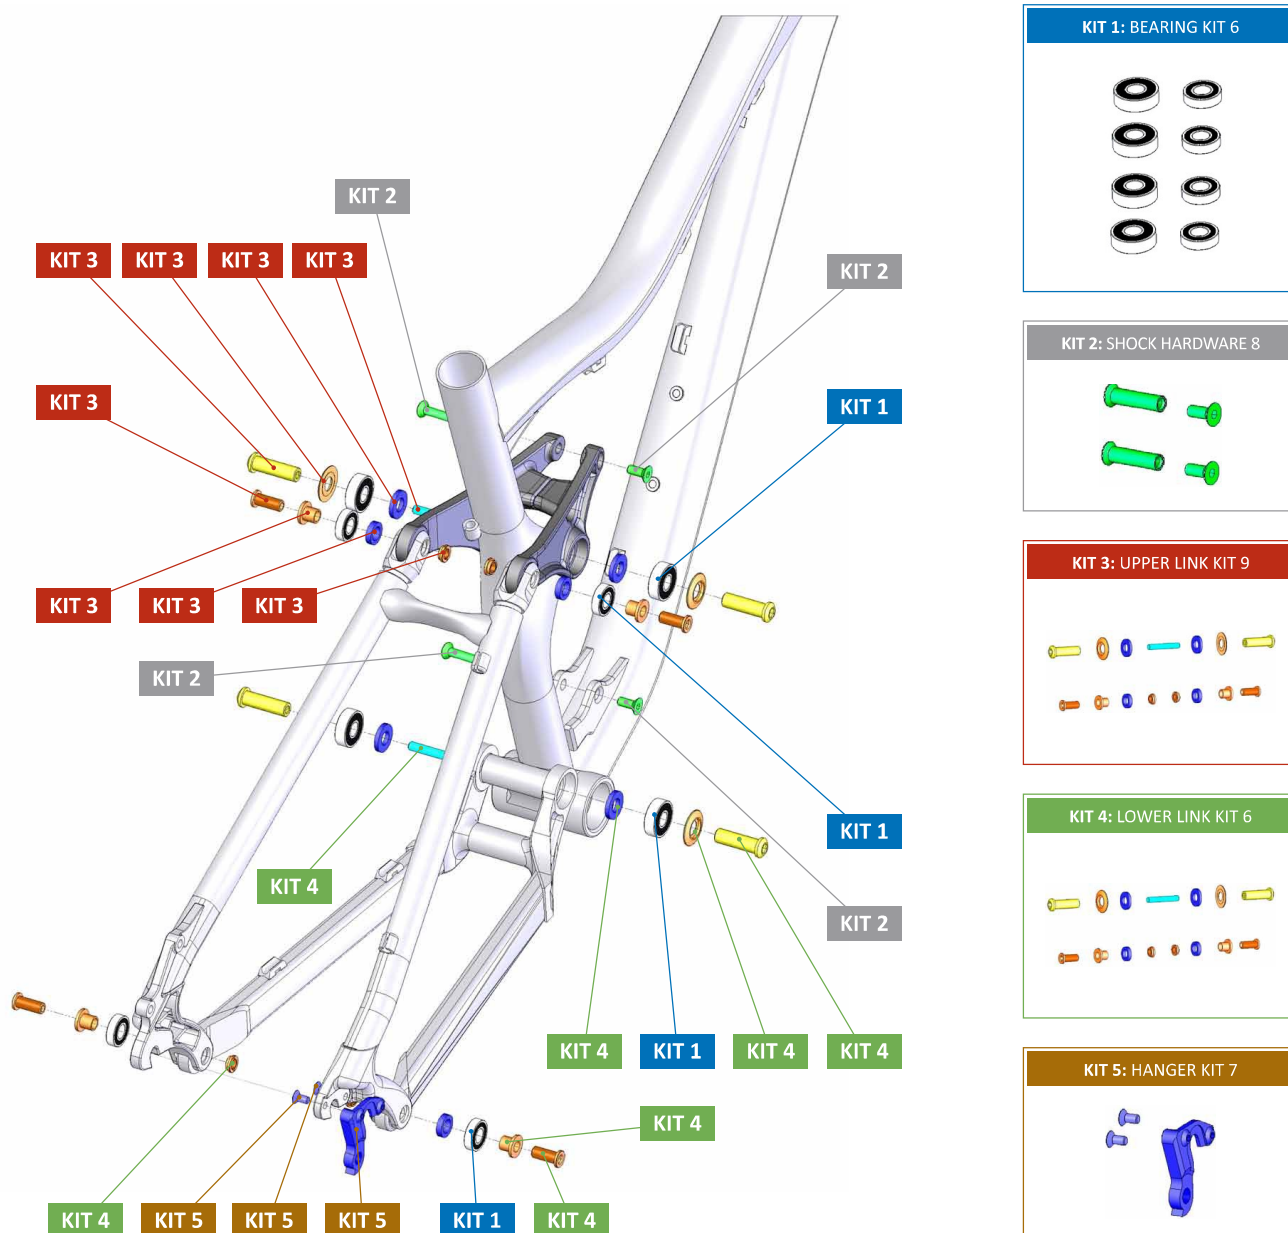 KIT 1: BEARING KIT 6
KIT 2
KIT 3 KIT 3 KIT 3 KIT 3
KIT 2
KIT 2: SHOCK HARDWARE 8
KIT 3
KIT 1
KIT 3: UPPER LINK KIT 9
KIT 3 KIT 3 KIT 3
KIT 2
KIT 4: LOWER LINK KIT 6
KIT 1
KIT 4
KIT 2
KIT 4 KIT 1 KIT 4 KIT 4
KIT 5: HANGER KIT 7
KIT 4
KIT 4 KIT 5 KIT 5 KIT 5 KIT 1 KIT 4